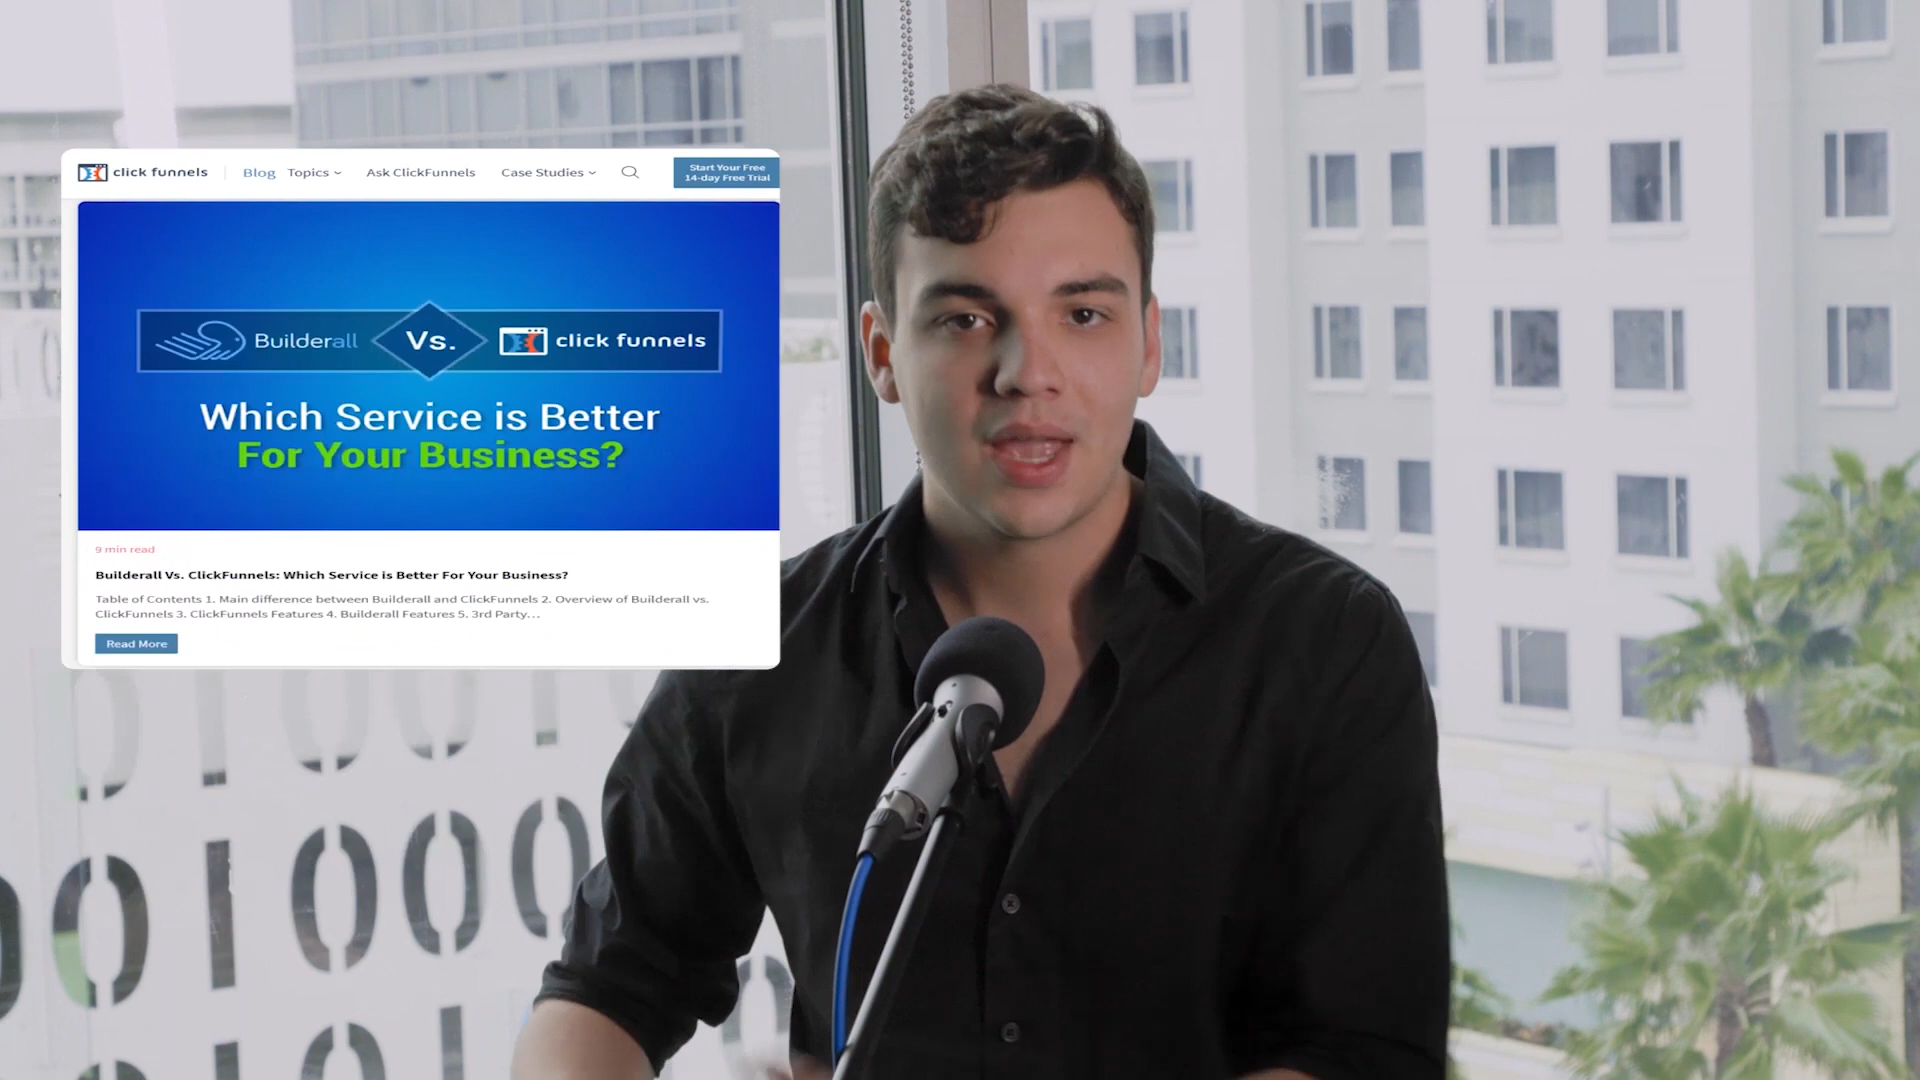 click funnels
Blog Topics Ask ClickFunnels Case Studies
Start Your Free
14-day Free Trial
Builderall Vs. click funnels
Which Service is Better
For Your Business?
9 min read
Builderall Vs. ClickFunnels: Which Service is Better For Your Business?
Table of Contents 1. Main difference between Builderall and ClickFunnels 2. Overview of Builderall vs.
ClickFunnels 3. ClickFunnels Features 4. Builderall Features 5. 3rd Party...
Read More
001000